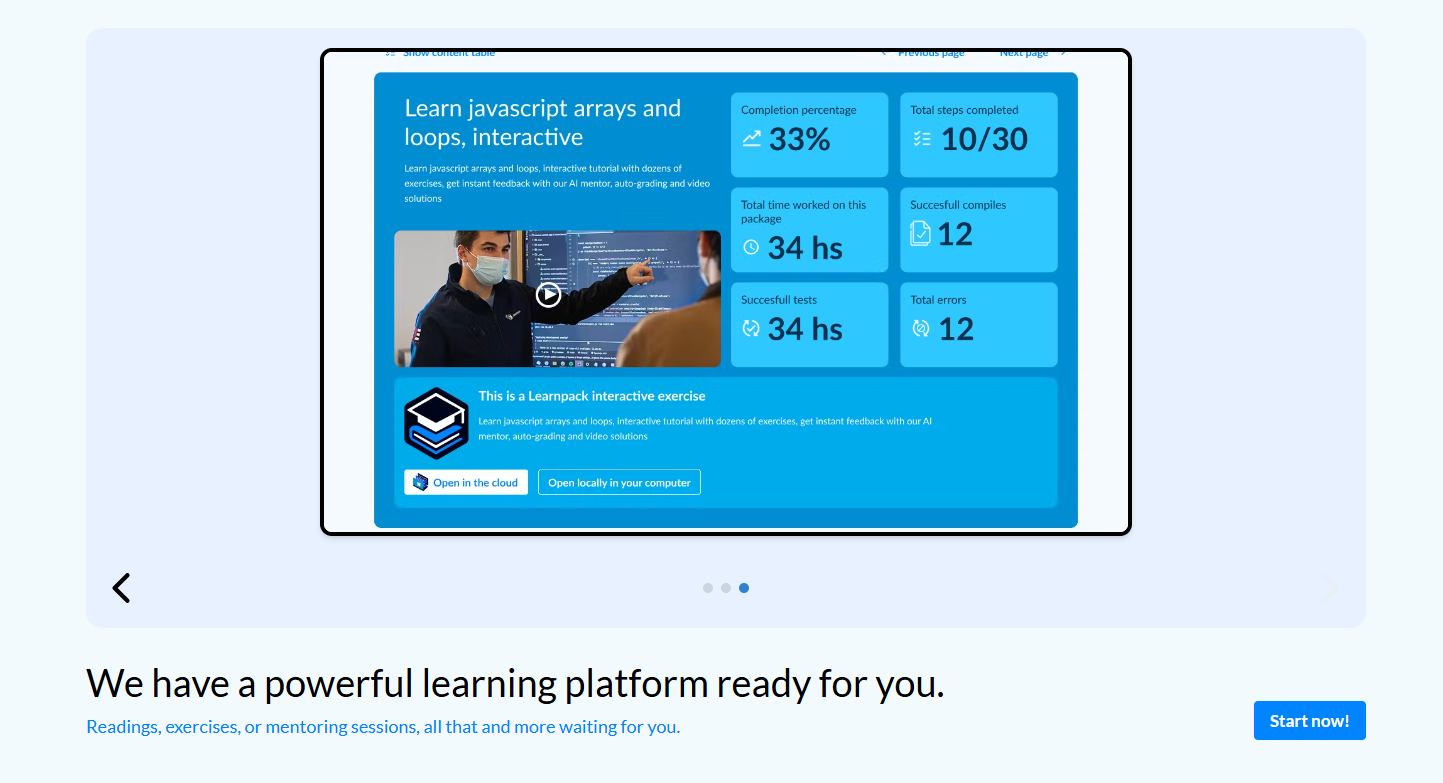 Show content table
Previous page
Next page
Learn javascript arrays and
loops, interactive
Learn javascript arrays and loops, interactive tutorial with dozens of
exercises, get instant feedback with our AI mentor, auto-grading and video
solutions
Completion percentage
33%
Total steps completed
10/30
Total time worked on this
package
34 hs
Succesfull compiles
12
Succesfull tests
34 hs
Total errors
12
This is a Learnpack interactive exercise
Learn javascript arrays and loops, interactive tutorial with dozens of exercises, get instant feedback with our AI
mentor, auto-grading and video solutions
Open in the cloud
Open locally in your computer
We have a powerful learning platform ready for you.
Readings, exercises, or mentoring sessions, all that and more waiting for you.
Start now!